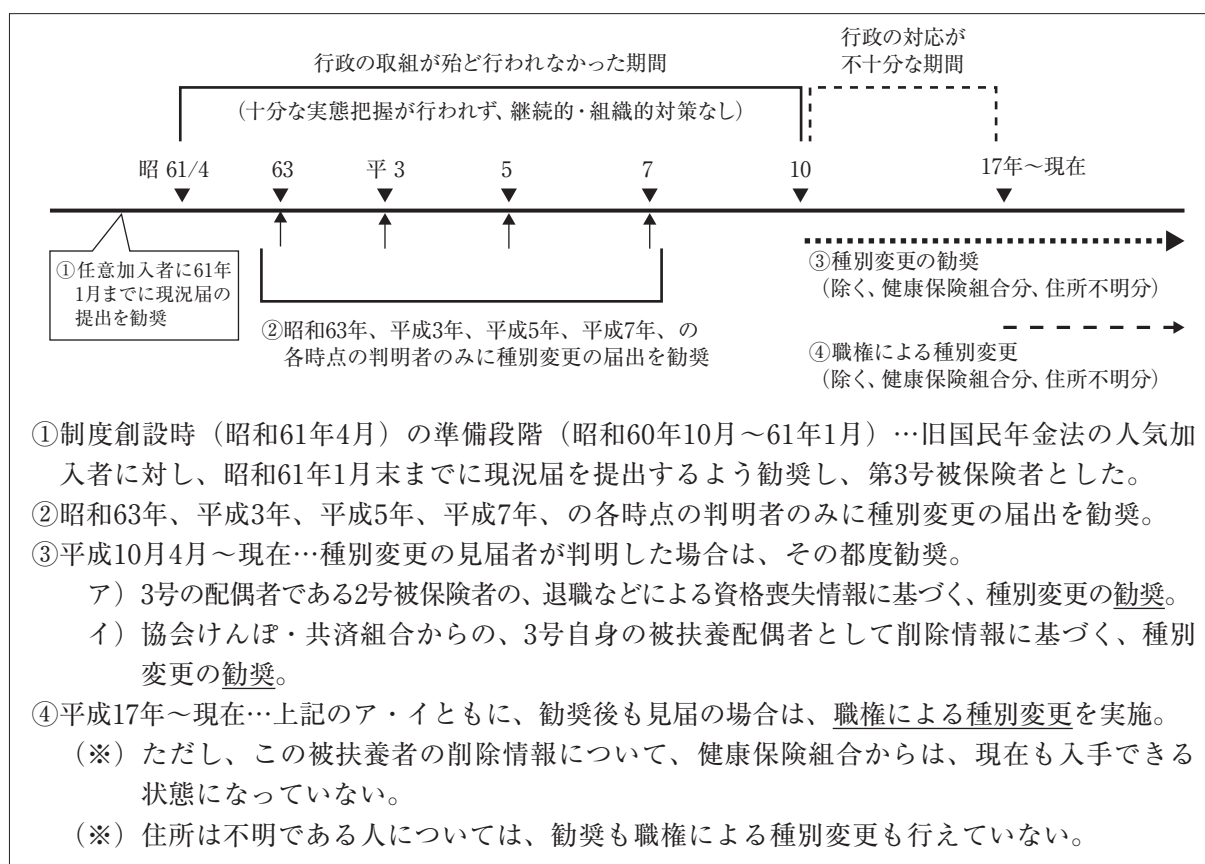 行政の対応が
不十分な期間
行政の取組が殆ど行われなかった期間
(十分な実態把握が行われず、継続的・組織的対策なし)
昭 61/4 63 平 3 5 7 10 17年～現在
①任意加入者に61年
1月までに現況届の
提出を勧奨
②昭和63年、平成3年、平成5年、平成7年、の
各時点の判明者のみに種別変更の届出を勧奨
③種別変更の勧奨
(除く、健康保険組合分、住所不明分)
④職権による種別変更
(除く、健康保険組合分、住所不明分)
①制度創設時（昭和61年4月）の準備段階（昭和60年10月～61年1月）…旧国民年金法の人気加
入者に対し、昭和61年1月末までに現況届を提出するよう勧奨し、第3号被保険者とした。
②昭和63年、平成3年、平成5年、平成7年、の各時点の判明者のみに種別変更の届出を勧奨。
③平成10月4月～現在…種別変更の見届者が判明した場合は、その都度勧奨。
ア）3号の配偶者である2号被保険者の、退職などによる資格喪失情報に基づく、種別変更の勧奨。
イ）協会けんぽ・共済組合からの、3号自身の被扶養配偶者として削除情報に基づく、種別
変更の勧奨。
④平成17年～現在…上記のア・イともに、勧奨後も見届の場合は、職権による種別変更を実施。
（※）ただし、この被扶養者の削除情報について、健康保険組合からは、現在も入手できる
状態になっていない。
（※）住所は不明である人については、勧奨も職権による種別変更も行えていない。